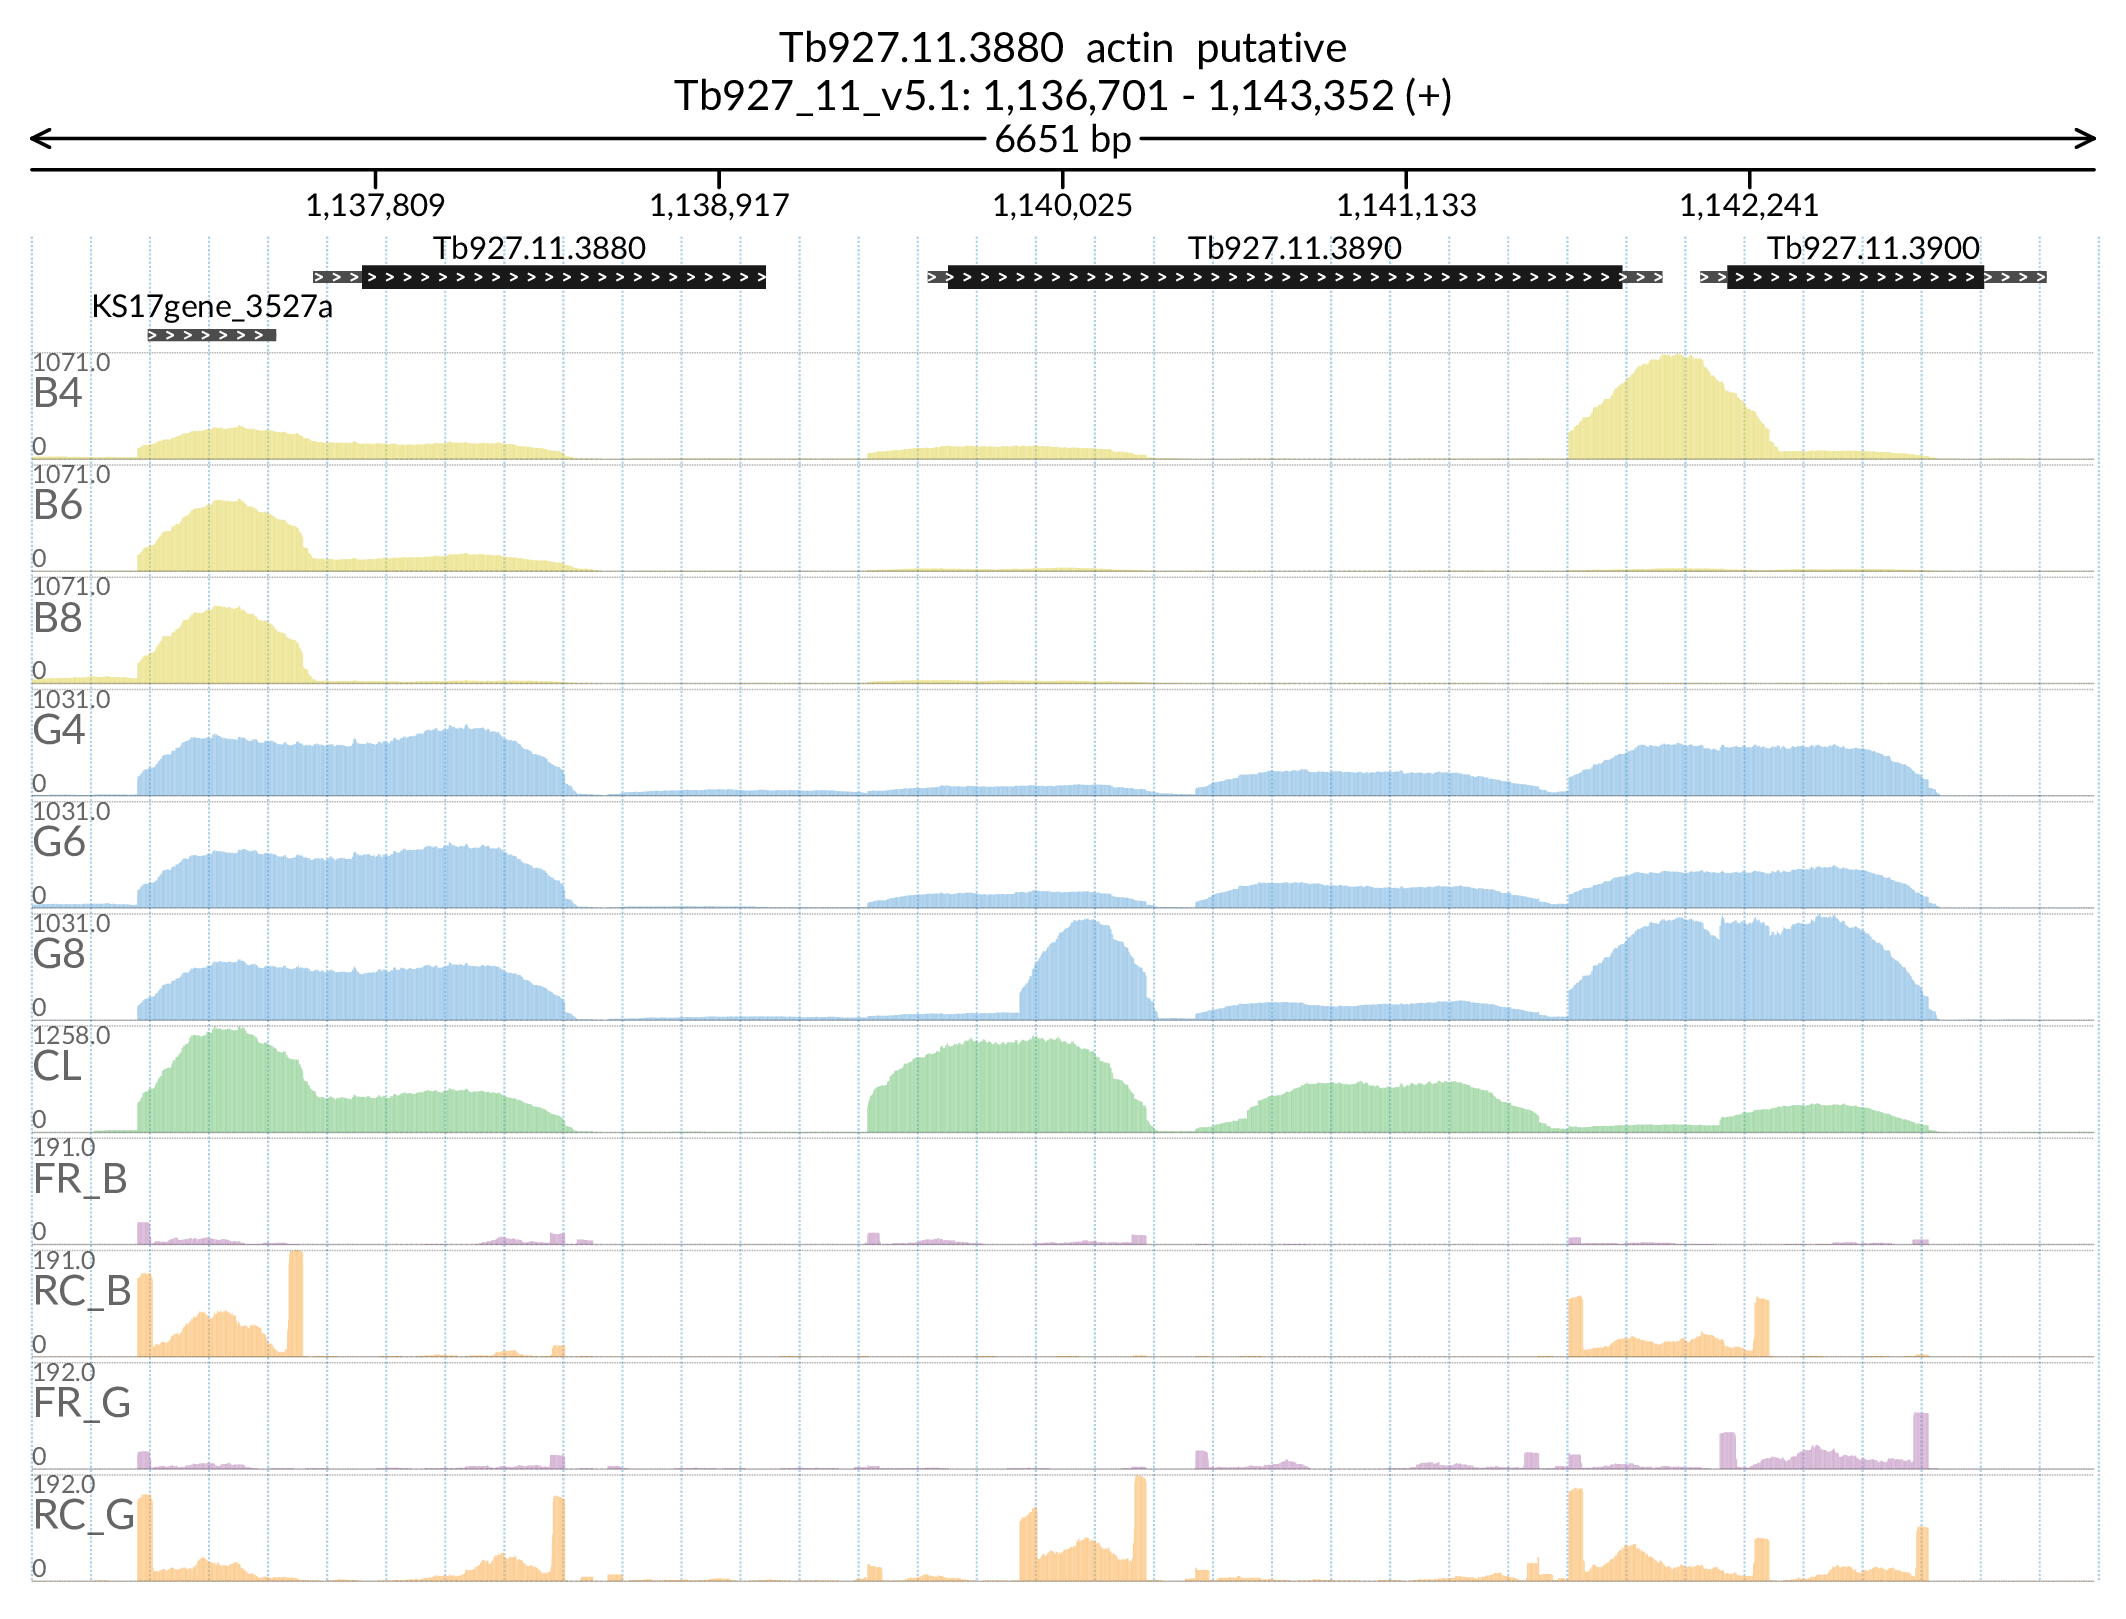 Tb927.11.3880 actin putative
Tb927_11_v5.1: 1,136,701 - 1,143,352 (+)
6651 bp
1,137,809 1,138,917 1,140,025 1,141,133 1,142,241
Tb927.11.3880 Tb927.11.3890 Tb927.11.3900
KS17gene_3527a
1071.0
B4
0
1071.0
B6
0
1071.0
B8
0
1031.0
G4
0
1031.0
G6
0
1031.0
G8
0
1258.0
CL
0
191.0
FR_B
0
191.0
RC_B
0
192.0
FR_G
0
192.0
RC_G
0